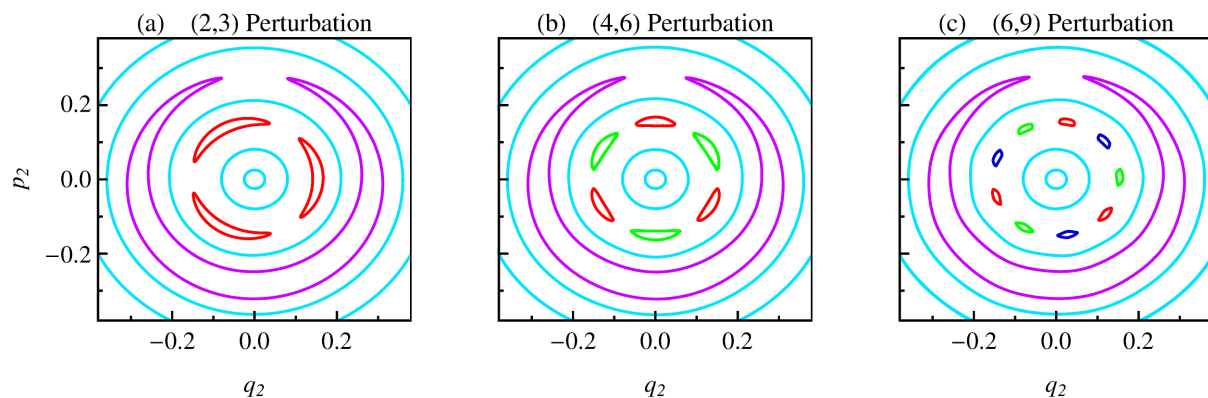 (a) (2,3) Perturbation
(b) (4,6) Perturbation
(c) (6,9) Perturbation
p2
0.2
0.0
−0.2
−0.2 0.0 0.2
−0.2 0.0 0.2
−0.2 0.0 0.2
q2
q2
q2